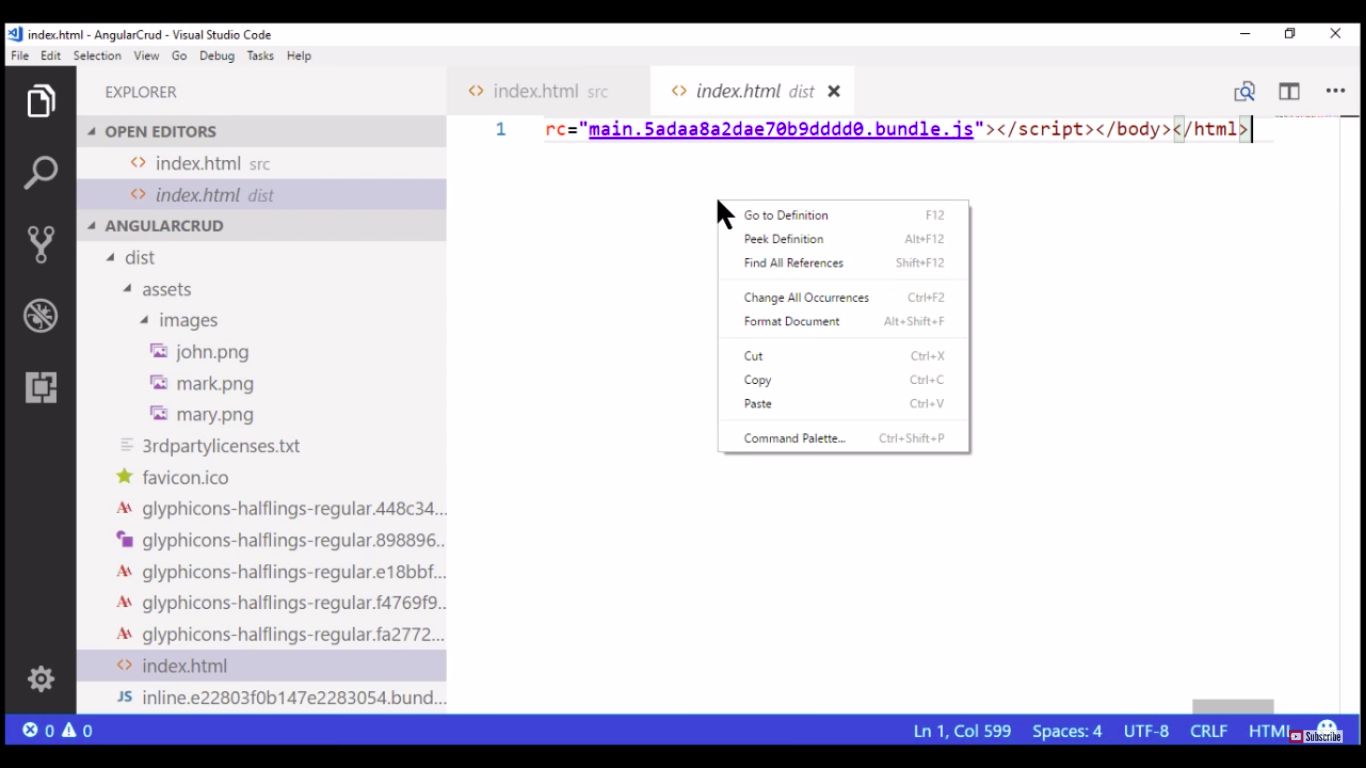 index.html - AngularCrud - Visual Studio Code
File Edit Selection View Go Debug Tasks Help
EXPLORER
OPEN EDITORS
index.html src
index.html dist
ANGULARCRUD
dist
assets
images
john.png
mark.png
mary.png
3rdpartylicenses.txt
favicon.ico
glyphicons-halflings-regular.448c34...
glyphicons-halflings-regular.898896...
glyphicons-halflings-regular.e18bbf...
glyphicons-halflings-regular.f4769f9...
glyphicons-halflings-regular.fa2772...
index.html
JS inline.e22803f0b147e2283054.bund...
index.html src
index.html dist
1 rc="main.5adaa8a2dae70b9dddd0.bundle.js"></script></body></html>
Go to Definition F12
Peek Definition Alt+F12
Find All References Shift+F12
Change All Occurrences Ctrl+F2
Format Document Alt+Shift+F
Cut Ctrl+X
Copy Ctrl+C
Paste Ctrl+V
Command Palette... Ctrl+Shift+P
0 0 Ln 1, Col 599 Spaces: 4 UTF-8 CRLF HTML
Subscribe